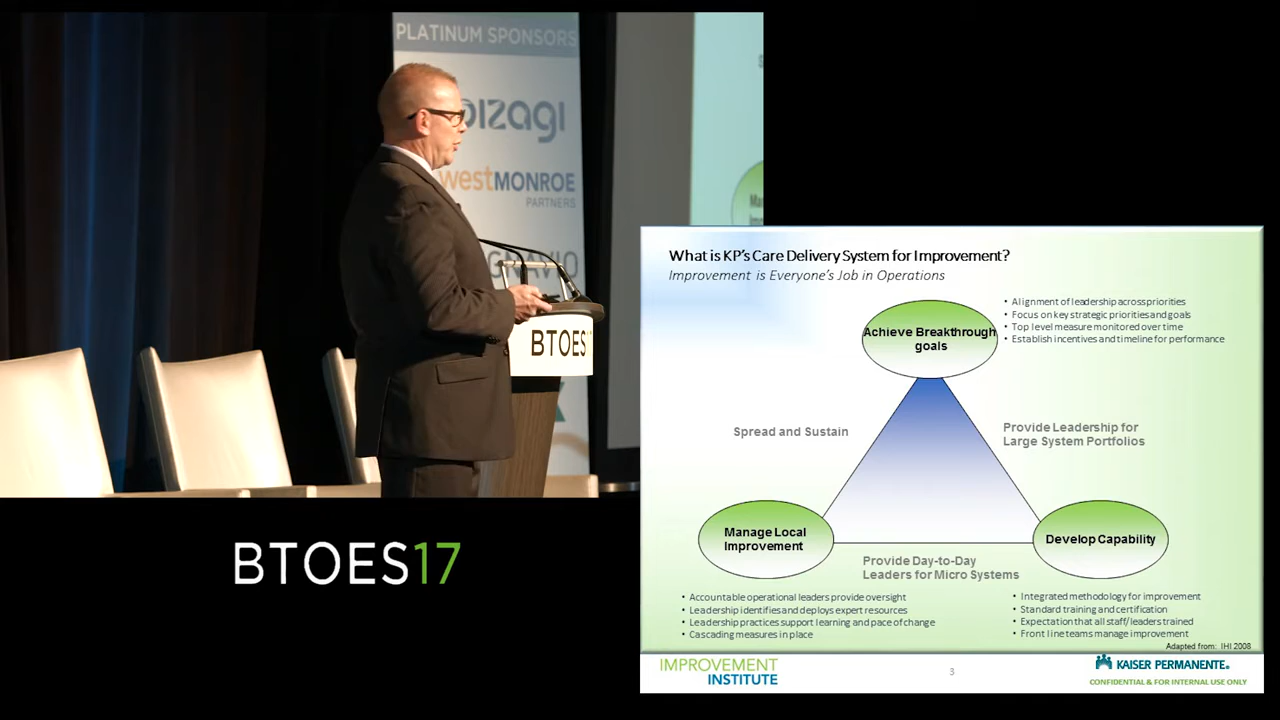 PLATINUM SPONSORS
bizagi
westMONROE
PARTNERS
BTOES17
BTOES17
What is KP's Care Delivery System for Improvement?
Improvement is Everyone's Job in Operations
Achieve Breakthrough
goals
• Alignment of leadership across priorities
• Focus on key strategic priorities and goals
• Top level measure monitored over time
• Establish incentives and timeline for performance
Spread and Sustain
Provide Leadership for
Large System Portfolios
Manage Local
Improvement
Develop Capability
Provide Day-to-Day
Leaders for Micro Systems
• Accountable operational leaders provide oversight
• Leadership identifies and deploys expert resources
• Leadership practices support learning and pace of change
• Cascading measures in place
• Integrated methodology for improvement
• Standard training and certification
• Expectation that all staff/leaders trained
• Front line teams manage improvement
Adapted from: IHI 2008
IMPROVEMENT
INSTITUTE
3
KAISER PERMANENTE®
CONFIDENTIAL & FOR INTERNAL USE ONLY